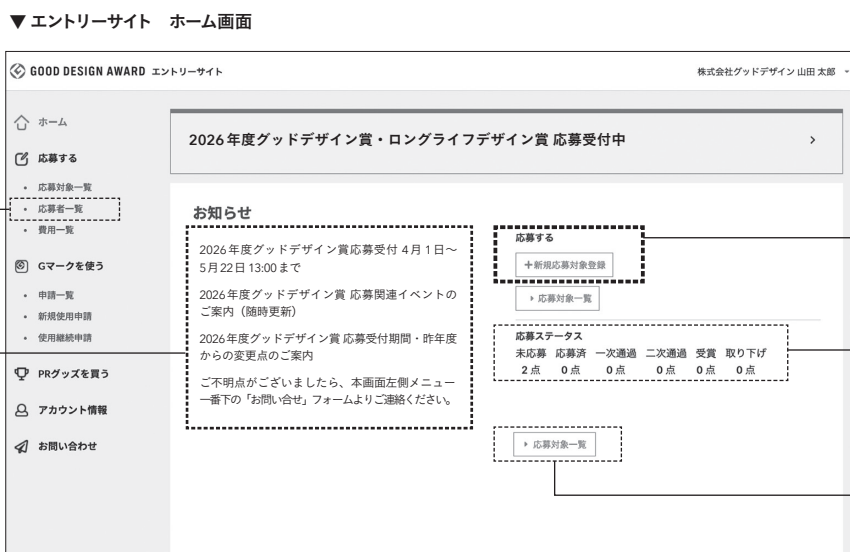 ▼エントリーサイト　ホーム画面
GOOD DESIGN AWARD エントリーサイト
株式会社グッドデザイン 山田 太郎
ホーム
応募する
・ 応募対象一覧
・ 応募者一覧
・ 費用一覧
Gマークを使う
・ 申請一覧
・ 新規使用申請
・ 使用継続申請
PRグッズを買う
アカウント情報
お問い合わせ
2026年度グッドデザイン賞・ロングライフデザイン賞 応募受付中
お知らせ
2026年度グッドデザイン賞応募受付 4月1日〜
5月22日13:00まで
2026年度グッドデザイン賞 応募関連イベントの
ご案内（随時更新）
2026年度グッドデザイン賞 応募受付期間・昨年度
からの変更点のご案内
ご不明点がございましたら、本画面左側メニュー
一番下の「お問い合せ」フォームよりご連絡ください。
応募する
＋新規応募対象登録
応募対象一覧
応募ステータス
未応募 応募済 一次通過 二次通過 受賞 取り下げ
2点 0点 0点 0点 0点 0点
応募対象一覧